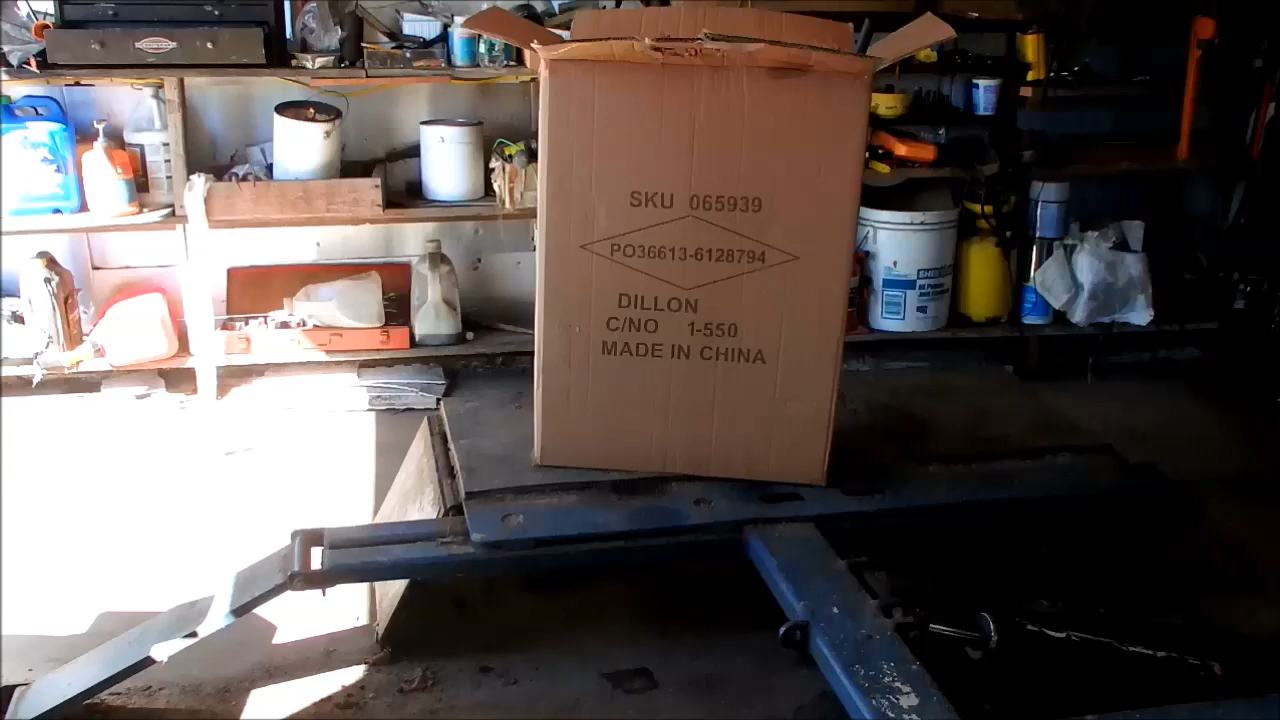 SKU 065939
PO36613-6128794
DILLON
C/NO 1-550
MADE IN CHINA